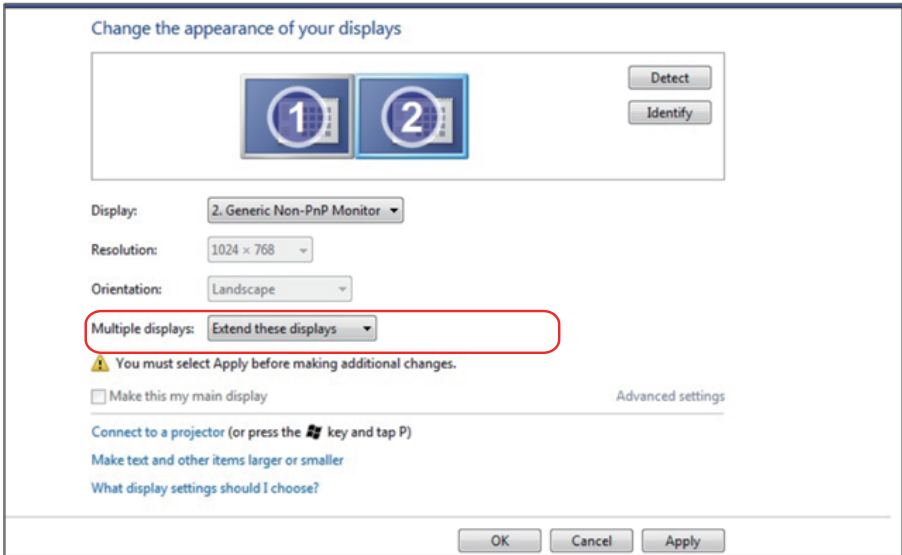 Change the appearance of your displays
1 2
Detect
Identify
Display: 2. Generic Non-PnP Monitor
Resolution: 1024 × 768
Orientation: Landscape
Multiple displays: Extend these displays
You must select Apply before making additional changes.
Make this my main display Advanced settings
Connect to a projector (or press the key and tap P)
Make text and other items larger or smaller
What display settings should I choose?
OK Cancel Apply